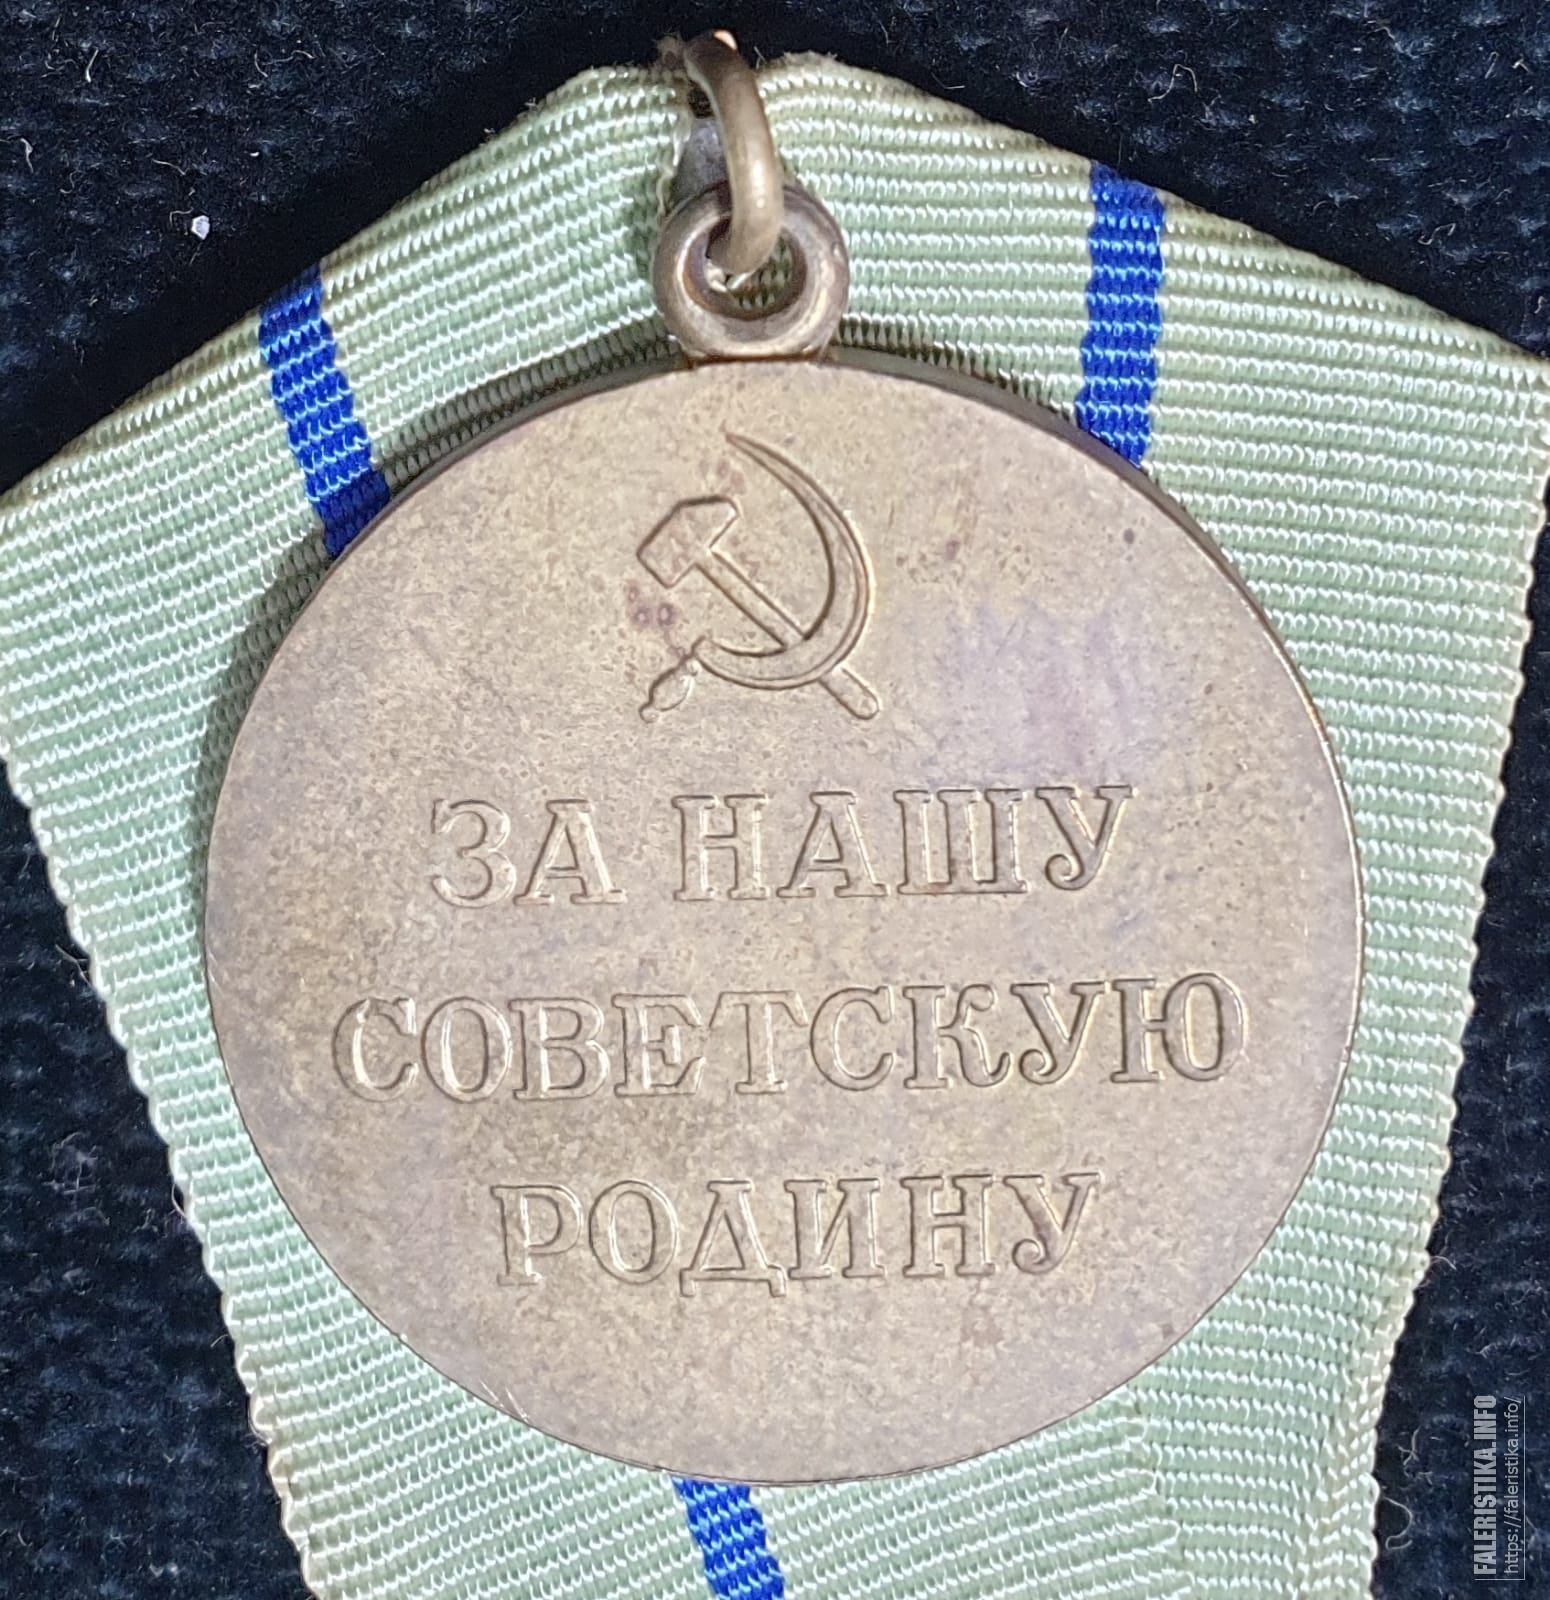 ЗА НАШУ
СОВЕТСКУЮ
РОДИНУ
FALERISTIKA.INFO
https://faleristika.info/